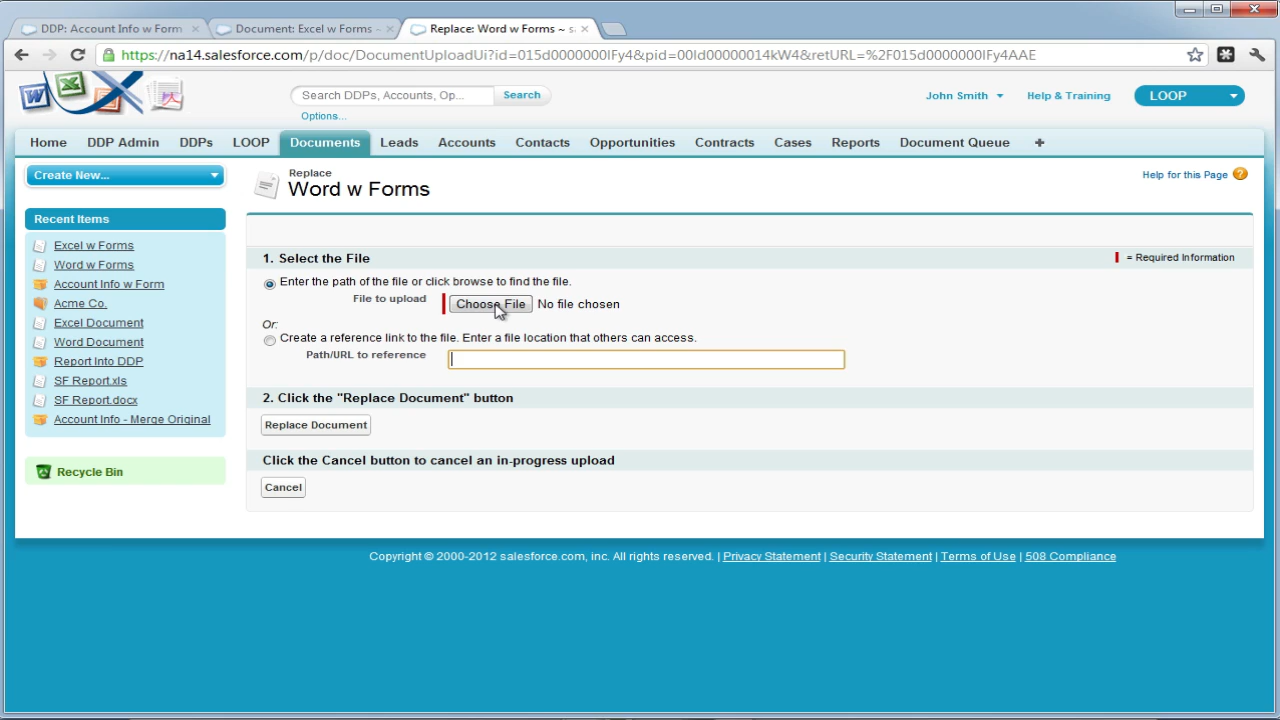 DDP: Account Info w Form
Document: Excel w Forms ~
Replace: Word w Forms ~ s
https://na14.salesforce.com/p/doc/DocumentUploadUi?id=015d0000000IFy4&pid=00ld00000014kW4&retURL=%2F015d0000000IFy4AAE
Search DDPs, Accounts, Op...
Search
Options...
John Smith
Help & Training
LOOP
Home DDP Admin DDPs LOOP Documents Leads Accounts Contacts Opportunities Contracts Cases Reports Document Queue +
Create New...
Recent Items
Excel w Forms
Word w Forms
Account Info w Form
Acme Co.
Excel Document
Word Document
Report Into DDP
SF Report.xls
SF Report.docx
Account Info - Merge Original
Recycle Bin
Replace
Word w Forms
Help for this Page ?
1. Select the File
= Required Information
Enter the path of the file or click browse to find the file.
File to upload Choose File No file chosen
Or:
Create a reference link to the file. Enter a file location that others can access.
Path/URL to reference
2. Click the "Replace Document" button
Replace Document
Click the Cancel button to cancel an in-progress upload
Cancel
Copyright © 2000-2012 salesforce.com, inc. All rights reserved. | Privacy Statement | Security Statement | Terms of Use | 508 Compliance